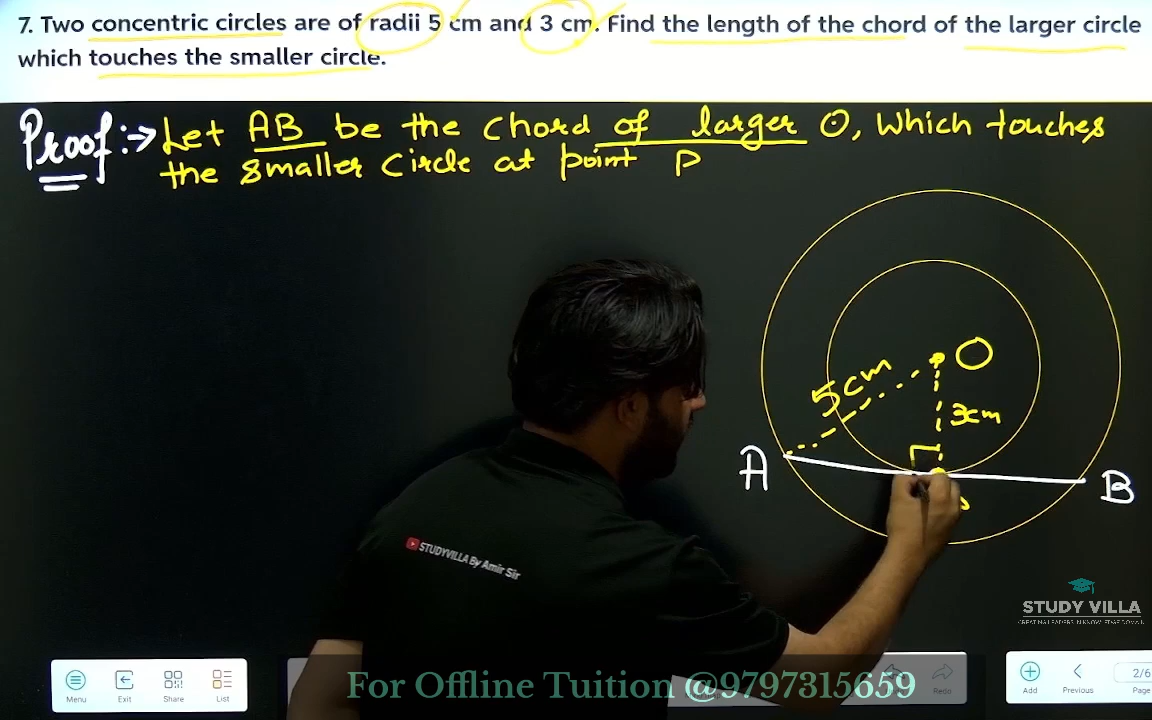 7. Two concentric circles are of radii 5 cm and 3 cm. Find the length of the chord of the larger circle
which touches the smaller circle.
Proof:→ Let AB be the chord of larger O, which touches
the smaller circle at point P
O
5cm
3cm
A
B
STUDYVILLA By Amir Sir
STUDY VILLA
For Offline Tuition @9797315659
Menu
Exit
Share
List
Redo
Add
Previous
2/6
Page